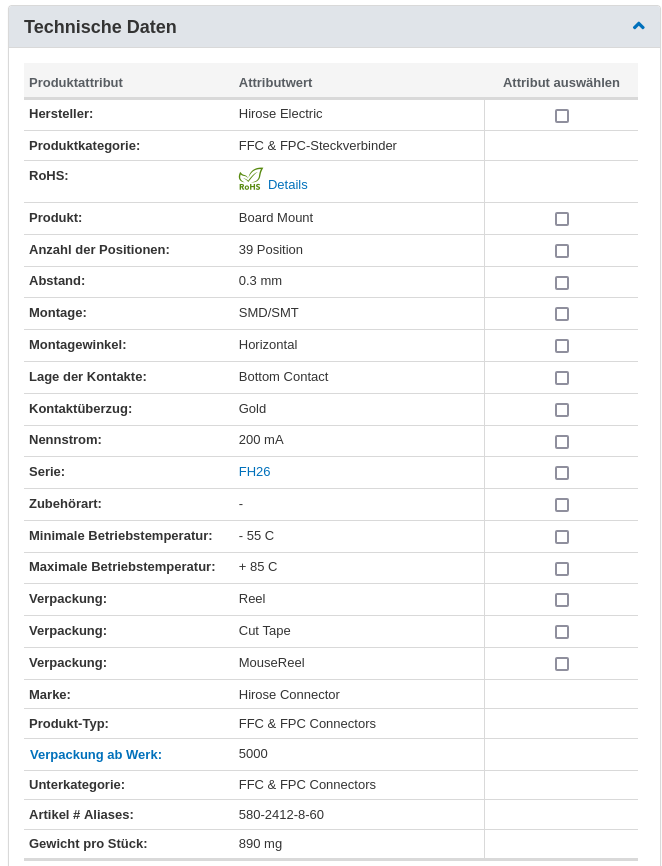 Technische Daten
Produktattribut Attributwert Attribut auswählen
Hersteller: Hirose Electric
Produktkategorie: FFC & FPC-Steckverbinder
RoHS: RoHS Details
Produkt: Board Mount
Anzahl der Positionen: 39 Position
Abstand: 0.3 mm
Montage: SMD/SMT
Montagewinkel: Horizontal
Lage der Kontakte: Bottom Contact
Kontaktüberzug: Gold
Nennstrom: 200 mA
Serie: FH26
Zubehörart: -
Minimale Betriebstemperatur: - 55 C
Maximale Betriebstemperatur: + 85 C
Verpackung: Reel
Verpackung: Cut Tape
Verpackung: MouseReel
Marke: Hirose Connector
Produkt-Typ: FFC & FPC Connectors
Verpackung ab Werk: 5000
Unterkategorie: FFC & FPC Connectors
Artikel # Aliases: 580-2412-8-60
Gewicht pro Stück: 890 mg